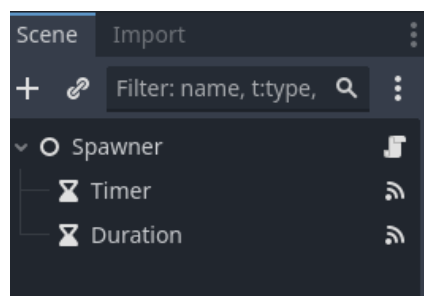 Scene Import
Filter: name, t:type,
Spawner
Timer
Duration